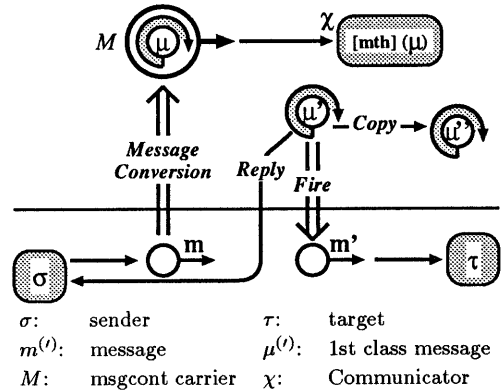 M μ χ [mth] (μ)
μ' Copy μ''
Message
Conversion
Reply
Fire
m m'
σ τ
σ: sender τ: target
m^(′): message μ^(′): 1st class message
M: msgcont carrier χ: Communicator